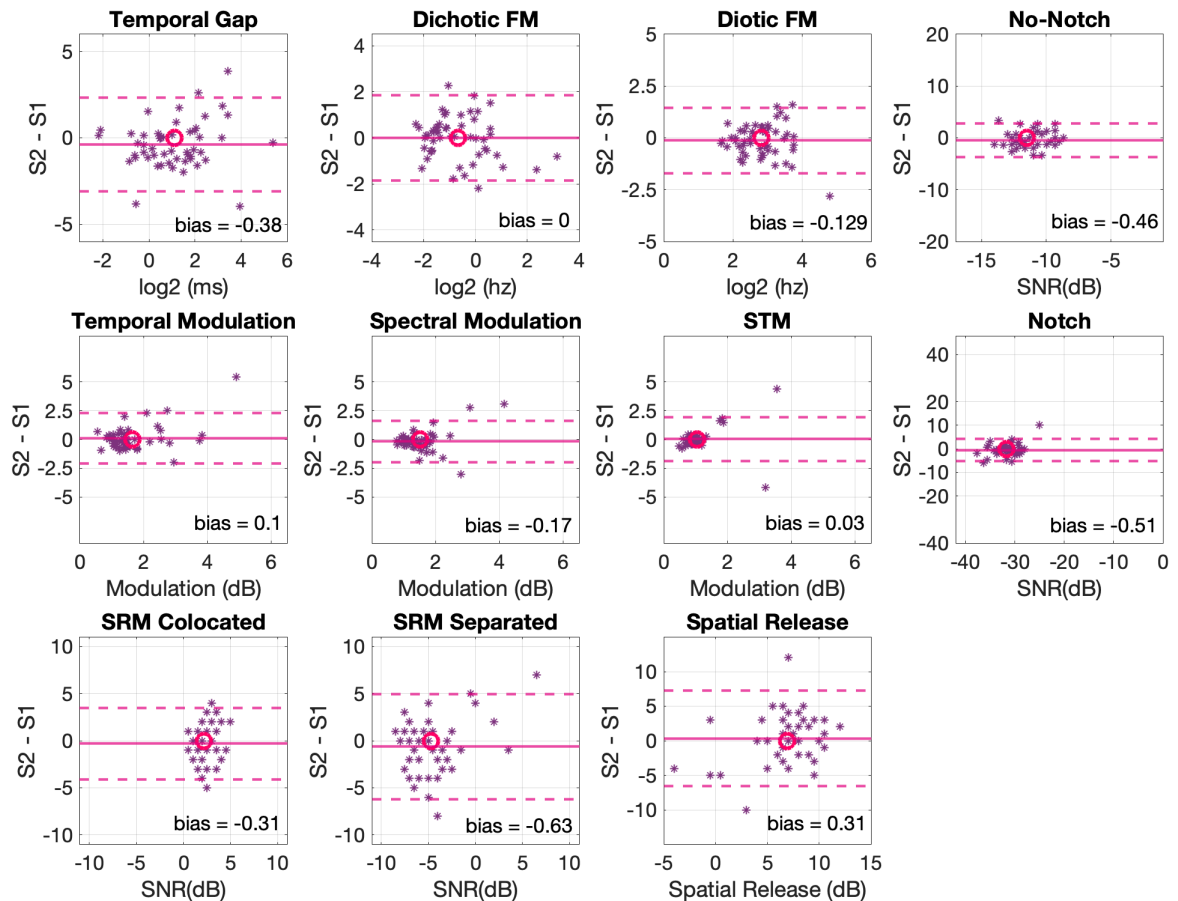 Temporal Gap
Dichotic FM
Diotic FM
No-Notch
S2 - S1
5
0
-5
bias = -0.38
-2 0 2 4 6
log2 (ms)
S2 - S1
4
2
0
-2
-4
bias = 0
-4 -2 0 2 4
log2 (hz)
S2 - S1
5
2.5
0
-2.5
-5
bias = -0.129
0 2 4 6
log2 (hz)
S2 - S1
20
10
0
-10
-20
bias = -0.46
-15 -10 -5
SNR(dB)
Temporal Modulation
Spectral Modulation
STM
Notch
S2 - S1
5
2.5
0
-2.5
-5
bias = 0.1
0 2 4 6
Modulation (dB)
S2 - S1
5
2.5
0
-2.5
-5
bias = -0.17
0 2 4 6
Modulation (dB)
S2 - S1
5
2.5
0
-2.5
-5
bias = 0.03
0 2 4 6
Modulation (dB)
S2 - S1
40
20
10
0
-10
-20
-40
bias = -0.51
-40 -30 -20 -10 0
SNR(dB)
SRM Colocated
SRM Separated
Spatial Release
S2 - S1
10
5
0
-5
-10
bias = -0.31
-10 -5 0 5 10
SNR(dB)
S2 - S1
10
5
0
-5
-10
bias = -0.63
-10 -5 0 5 10
SNR(dB)
S2 - S1
10
5
0
-5
-10
bias = 0.31
-5 0 5 10 15
Spatial Release (dB)